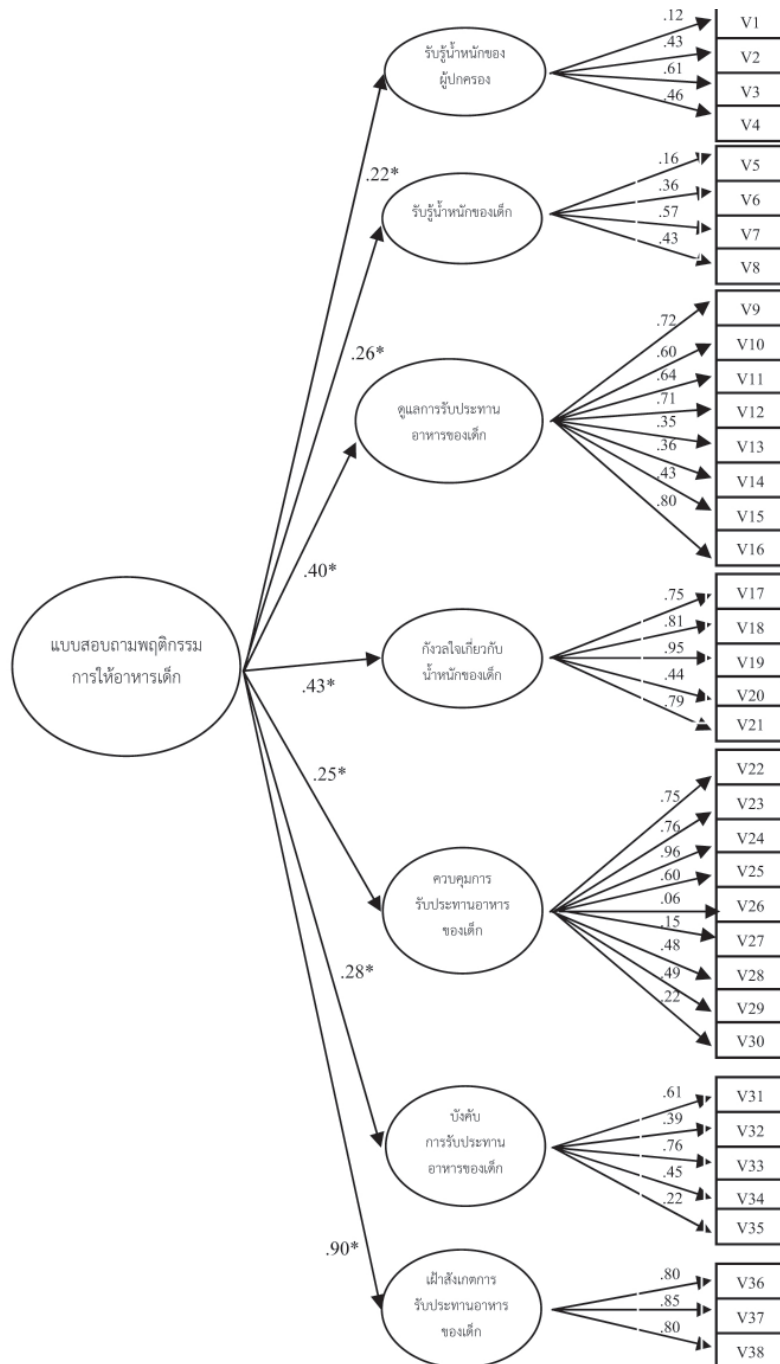 .12
V1
รับรู้น้ำหนักของ
ผู้ปกครอง
.43
V2
.61
V3
.46
V4
.22*
.16
V5
.36
V6
รับรู้น้ำหนักของเด็ก
.57
V7
.43
V8
.26*
.72
V9
.60
V10
.64
V11
ดูแลการรับประทาน
อาหารของเด็ก
.71
V12
.35
V13
.36
V14
.43
V15
.80
V16
.40*
แบบสอบถามพฤติกรรม
การให้อาหารเด็ก
.75
V17
.81
V18
กังวลใจเกี่ยวกับ
น้ำหนักของเด็ก
.95
V19
.44
V20
.79
V21
.43*
.25*
.75
V22
.76
V23
.96
V24
.60
V25
ควบคุมการ
รับประทานอาหาร
ของเด็ก
.06
V26
.15
V27
.48
V28
.49
V29
.22
V30
.28*
.61
V31
.39
V32
บังคับ
การรับประทาน
อาหารของเด็ก
.76
V33
.45
V34
.22
V35
.90*
.80
V36
เฝ้าสังเกตการ
รับประทานอาหาร
ของเด็ก
.85
V37
.80
V38